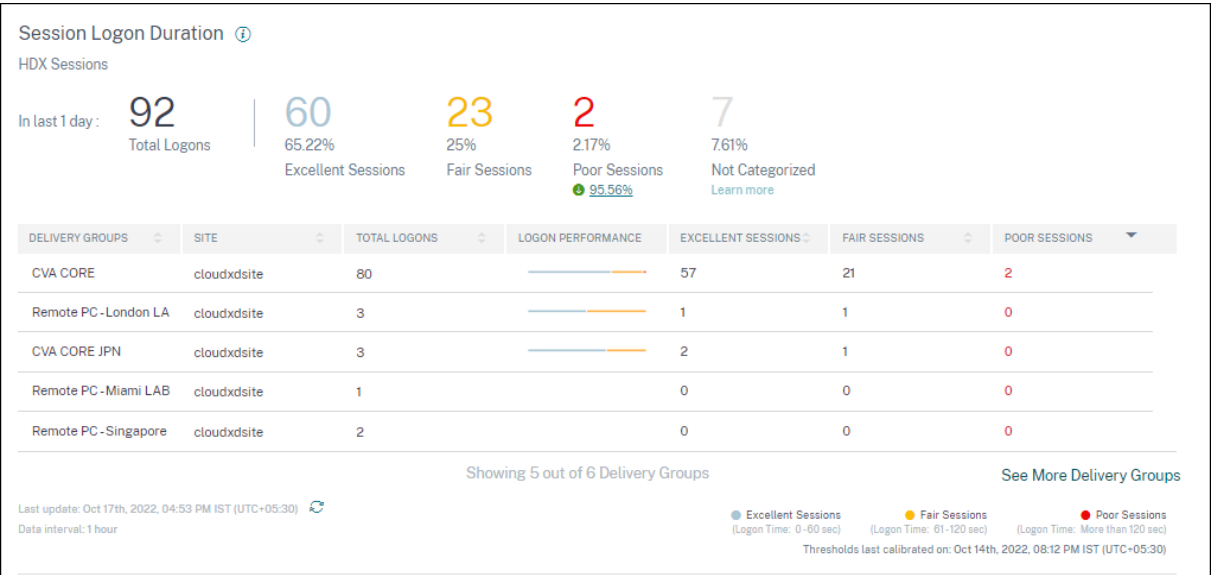 Session Logon Duration
HDX Sessions
In last 1 day : 92 60 23 2 7
Total Logons 65.22% 25% 2.17% 7.61%
Excellent Sessions Fair Sessions Poor Sessions Not Categorized
95.56% Learn more
DELIVERY GROUPS SITE TOTAL LOGONS LOGON PERFORMANCE EXCELLENT SESSIONS FAIR SESSIONS POOR SESSIONS
CVA CORE cloudxdsite 80 57 21 2
Remote PC - London LA cloudxdsite 3 1 1 0
CVA CORE JPN cloudxdsite 3 2 1 0
Remote PC - Miami LAB cloudxdsite 1 0 0 0
Remote PC - Singapore cloudxdsite 2 0 0 0
Showing 5 out of 6 Delivery Groups See More Delivery Groups
Last update: Oct 17th, 2022, 04:53 PM IST (UTC+05:30)
Data interval: 1 hour
Excellent Sessions Fair Sessions Poor Sessions
(Logon Time: 0-60 sec) (Logon Time: 61-120 sec) (Logon Time: More than 120 sec)
Thresholds last calibrated on: Oct 14th, 2022, 08:12 PM IST (UTC+05:30)